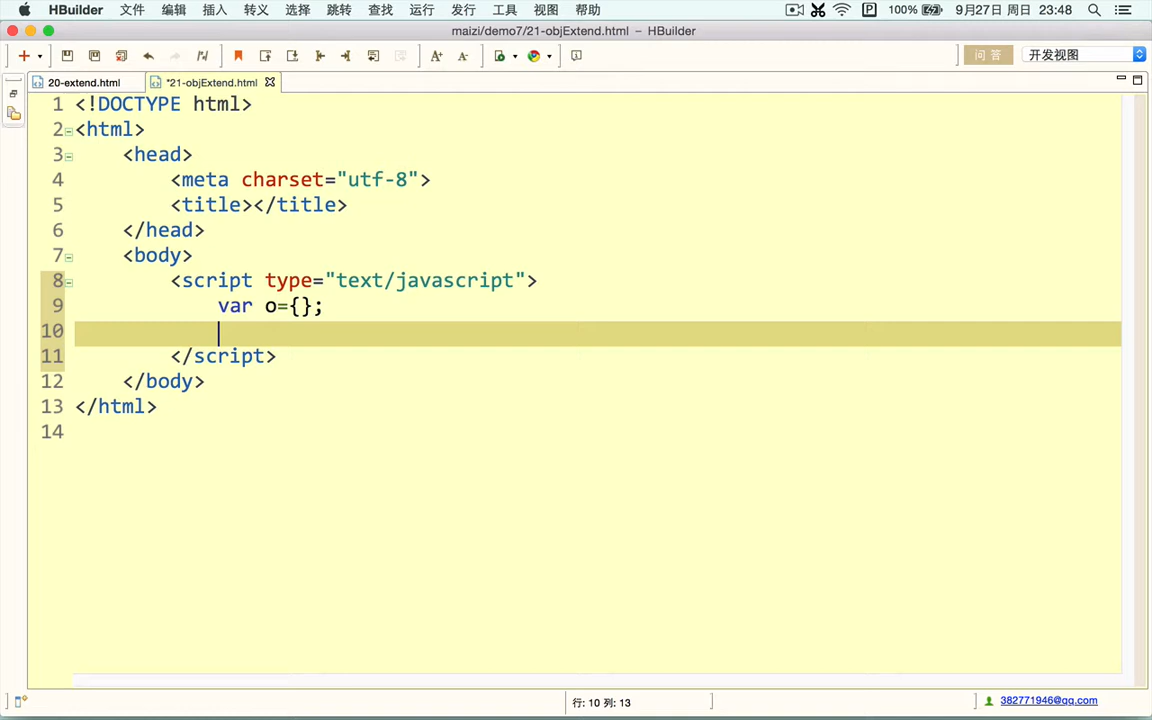 HBuilder 文件 编辑 插入 转义 选择 跳转 查找 运行 发行 工具 视图 帮助 100% 9月27日 周日 23:48
maizi/demo7/21-objExtend.html – HBuilder
问 答 开发视图
20-extend.html *21-objExtend.html
1 <!DOCTYPE html>
2 <html>
3 <head>
4 <meta charset="utf-8">
5 <title></title>
6 </head>
7 <body>
8 <script type="text/javascript">
9 var o={};
10
11 </script>
12 </body>
13 </html>
14
行: 10 列: 13
382771946@qq.com